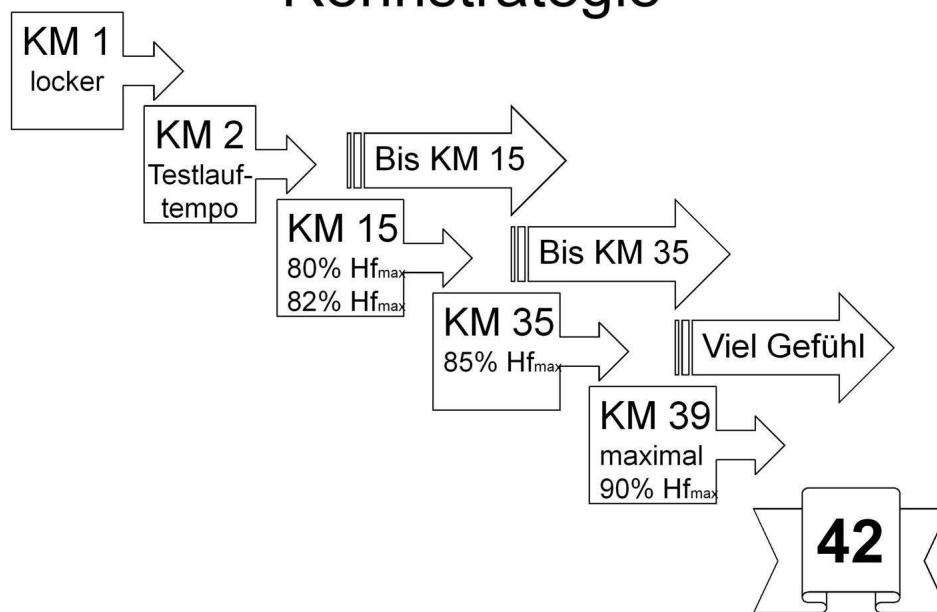 Rennstrategie
KM 1
locker
KM 2
Testlauf-
tempo
Bis KM 15
KM 15
80% Hfmax
82% Hfmax
Bis KM 35
KM 35
85% Hfmax
Viel Gefühl
KM 39
maximal
90% Hfmax
42